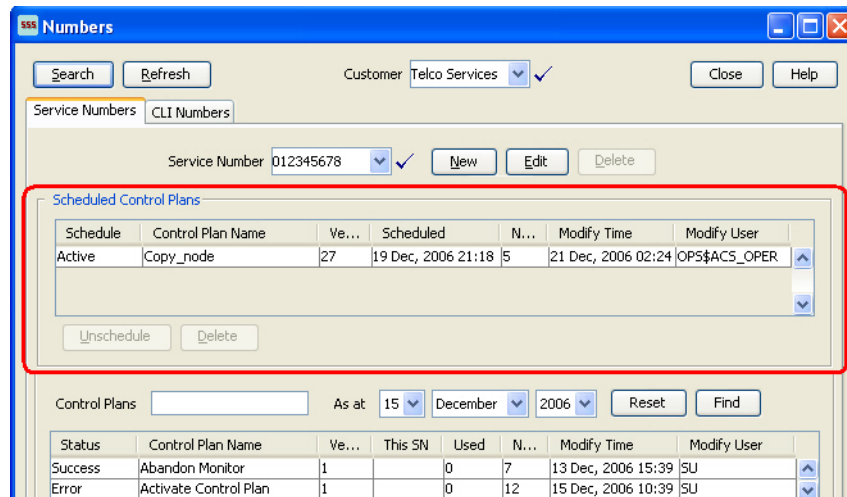 SSS Numbers
Search Refresh Customer Telco Services Close Help
Service Numbers CLI Numbers
Service Number 012345678 New Edit Delete
Scheduled Control Plans
Schedule Control Plan Name Ve... Scheduled N... Modify Time Modify User
Active Copy_node 27 19 Dec, 2006 21:18 5 21 Dec, 2006 02:24 OPS$ACS_OPER
Unschedule Delete
Control Plans As at 15 December 2006 Reset Find
Status Control Plan Name Ve... This SN Used N... Modify Time Modify User
Success Abandon Monitor 1 0 7 13 Dec, 2006 15:39 SU
Error Activate Control Plan 1 0 12 15 Dec, 2006 10:39 SU